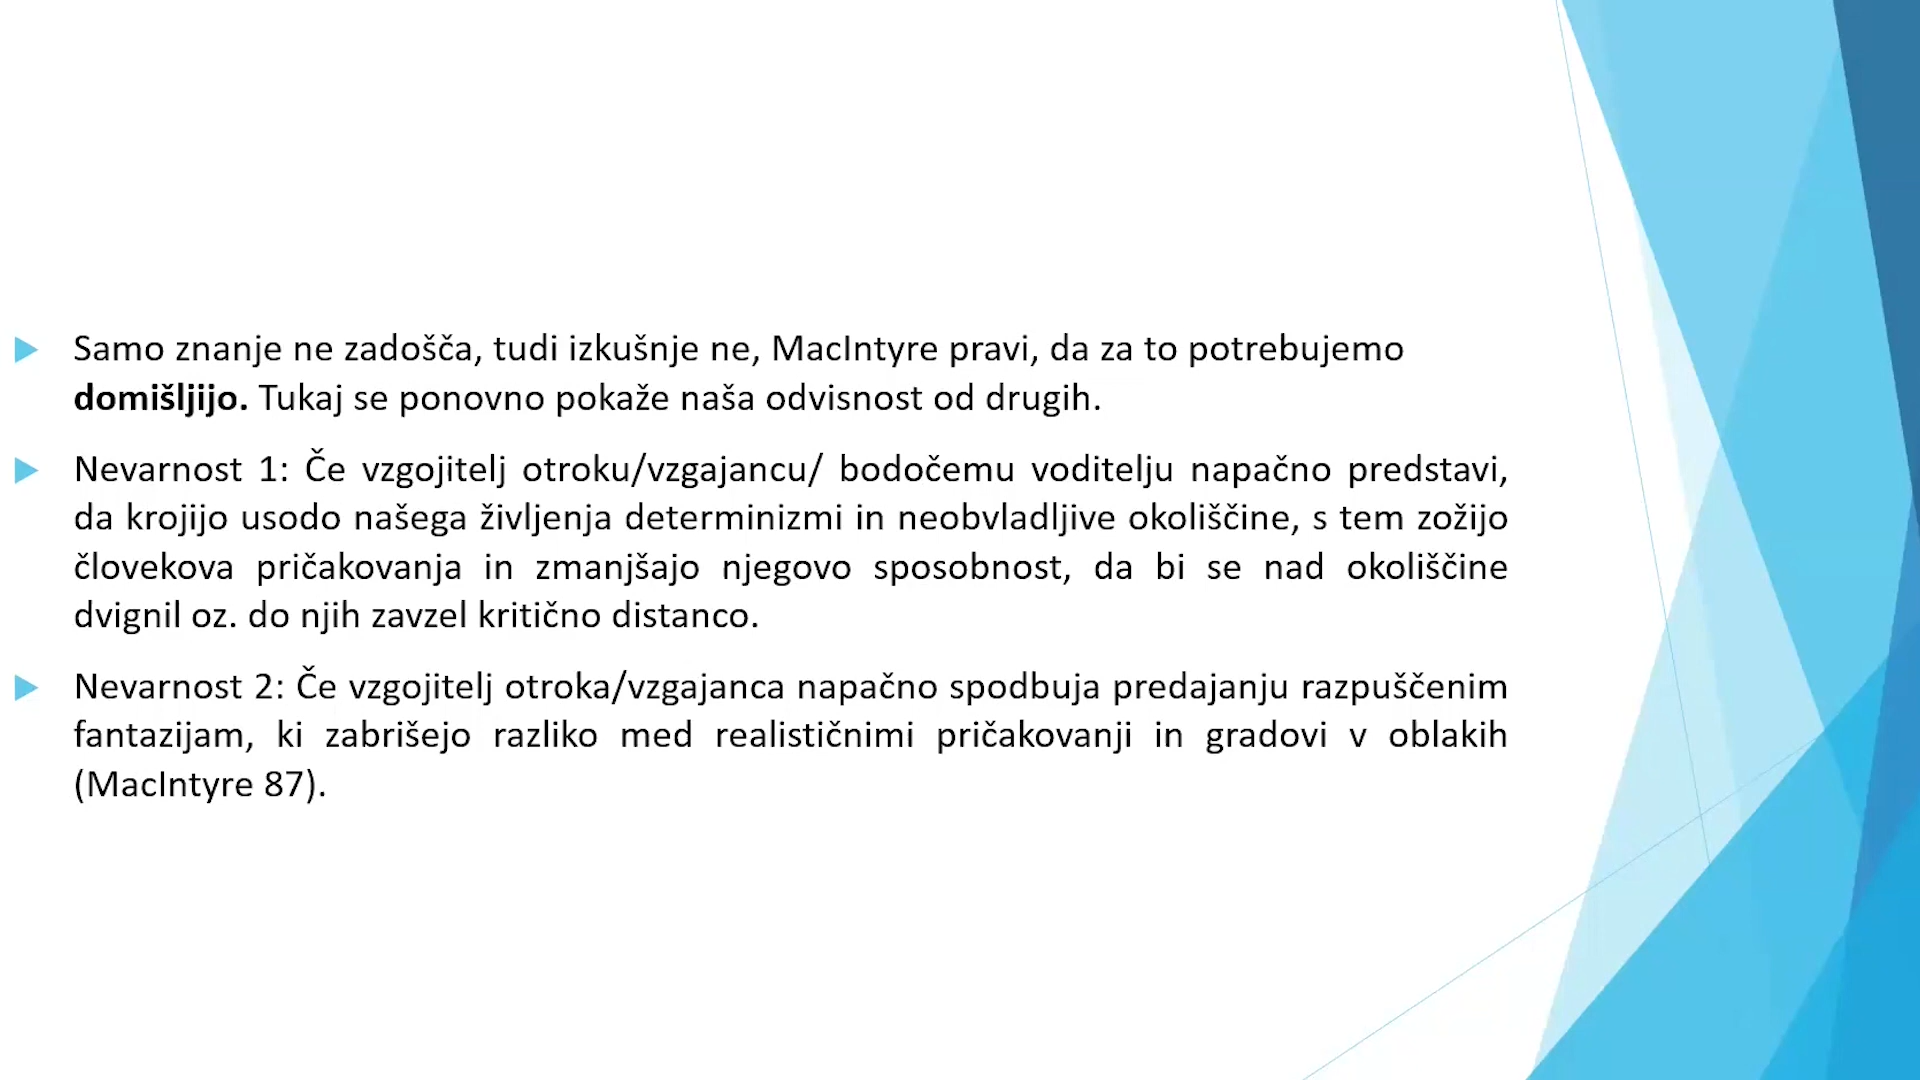 Samo znanje ne zadošča, tudi izkušnje ne, MacIntyre pravi, da za to potrebujemo
domišljijo. Tukaj se ponovno pokaže naša odvisnost od drugih.
Nevarnost 1: Če vzgojitelj otroku/vzgajancu/ bodočemu voditelju napačno predstavi,
da krojijo usodo našega življenja determinizmi in neobvladljive okoliščine, s tem zožijo
človekova pričakovanja in zmanjšajo njegovo sposobnost, da bi se nad okoliščine
dvignil oz. do njih zavzel kritično distanco.
Nevarnost 2: Če vzgojitelj otroka/vzgajanca napačno spodbuja predajanju razpuščenim
fantazijam, ki zabrišejo razliko med realističnimi pričakovanji in gradovi v oblakih
(MacIntyre 87).